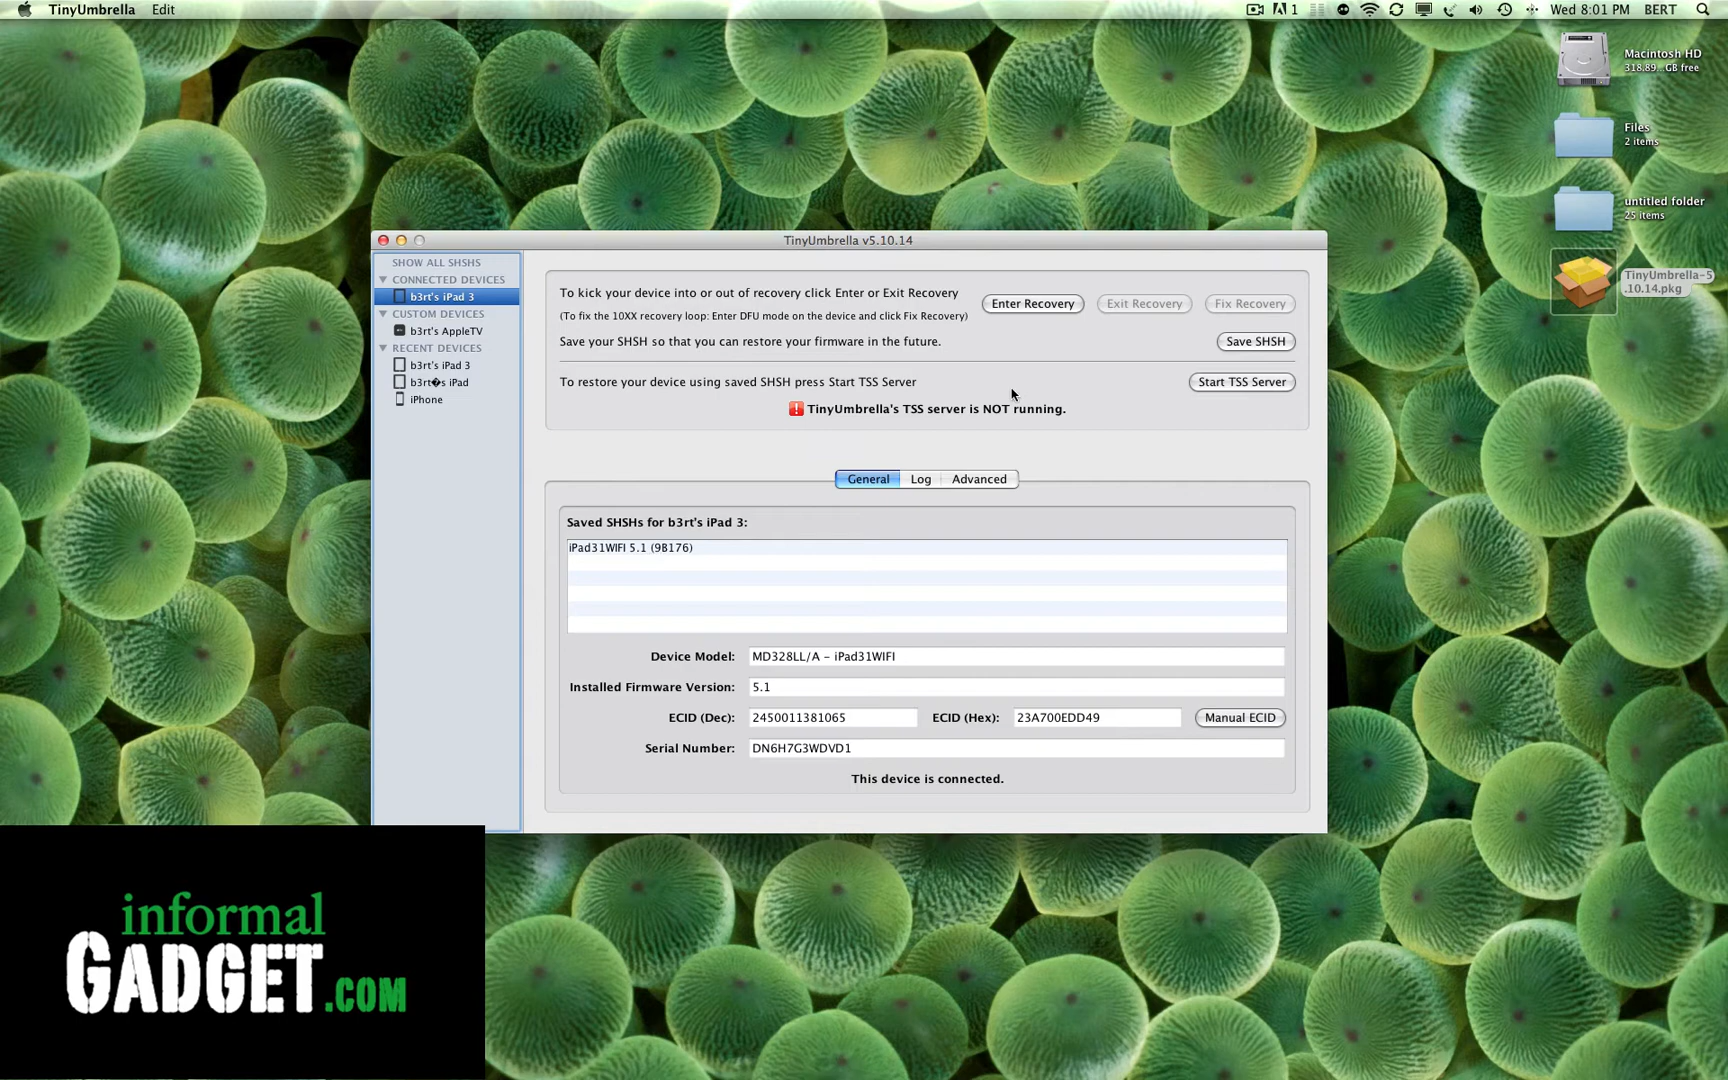 TinyUmbrella Edit
1 Wed 8:01 PM BERT
Macintosh HD
318.89...GB free
Files
2 items
untitled folder
25 items
TinyUmbrella-5
.10.14.pkg
TinyUmbrella v5.10.14
SHOW ALL SHSHS
CONNECTED DEVICES
b3rt's iPad 3
CUSTOM DEVICES
b3rt's AppleTV
RECENT DEVICES
b3rt's iPad 3
b3rt�s iPad
iPhone
To kick your device into or out of recovery click Enter or Exit Recovery
Enter Recovery
Exit Recovery
Fix Recovery
(To fix the 10XX recovery loop: Enter DFU mode on the device and click Fix Recovery)
Save your SHSH so that you can restore your firmware in the future.
Save SHSH
To restore your device using saved SHSH press Start TSS Server
Start TSS Server
TinyUmbrella's TSS server is NOT running.
General Log Advanced
Saved SHSHs for b3rt's iPad 3:
iPad31WIFI 5.1 (9B176)
Device Model: MD328LL/A - iPad31WIFI
Installed Firmware Version: 5.1
ECID (Dec): 2450011381065 ECID (Hex): 23A700EDD49 Manual ECID
Serial Number: DN6H7G3WDVD1
This device is connected.
informal
GADGET.COM